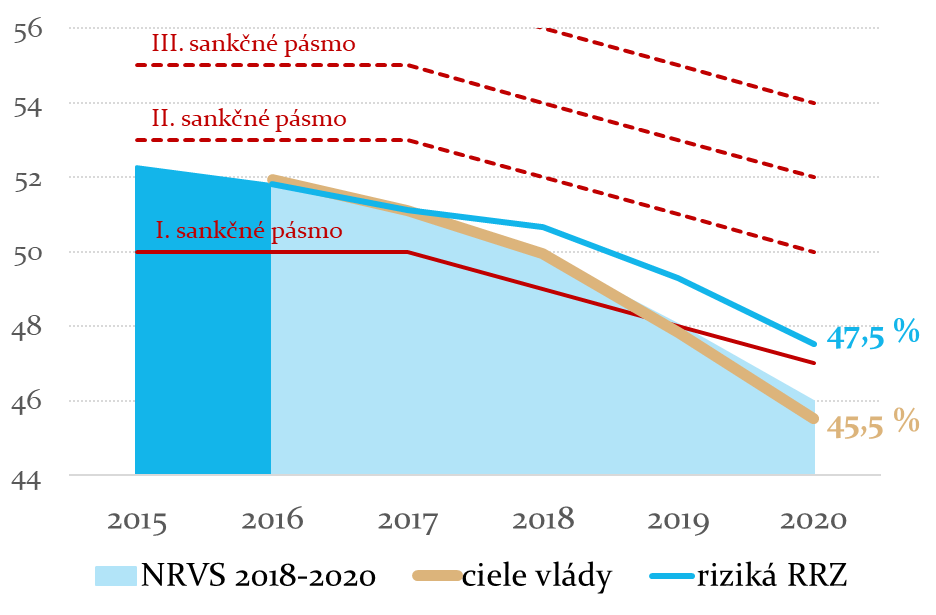 56
III. sankčné pásmo
54
II. sankčné pásmo
52
I. sankčné pásmo
50
48
47,5 %
46
45,5 %
44
2015 2016 2017 2018 2019 2020
NRVS 2018-2020 ciele vlády riziká RRZ